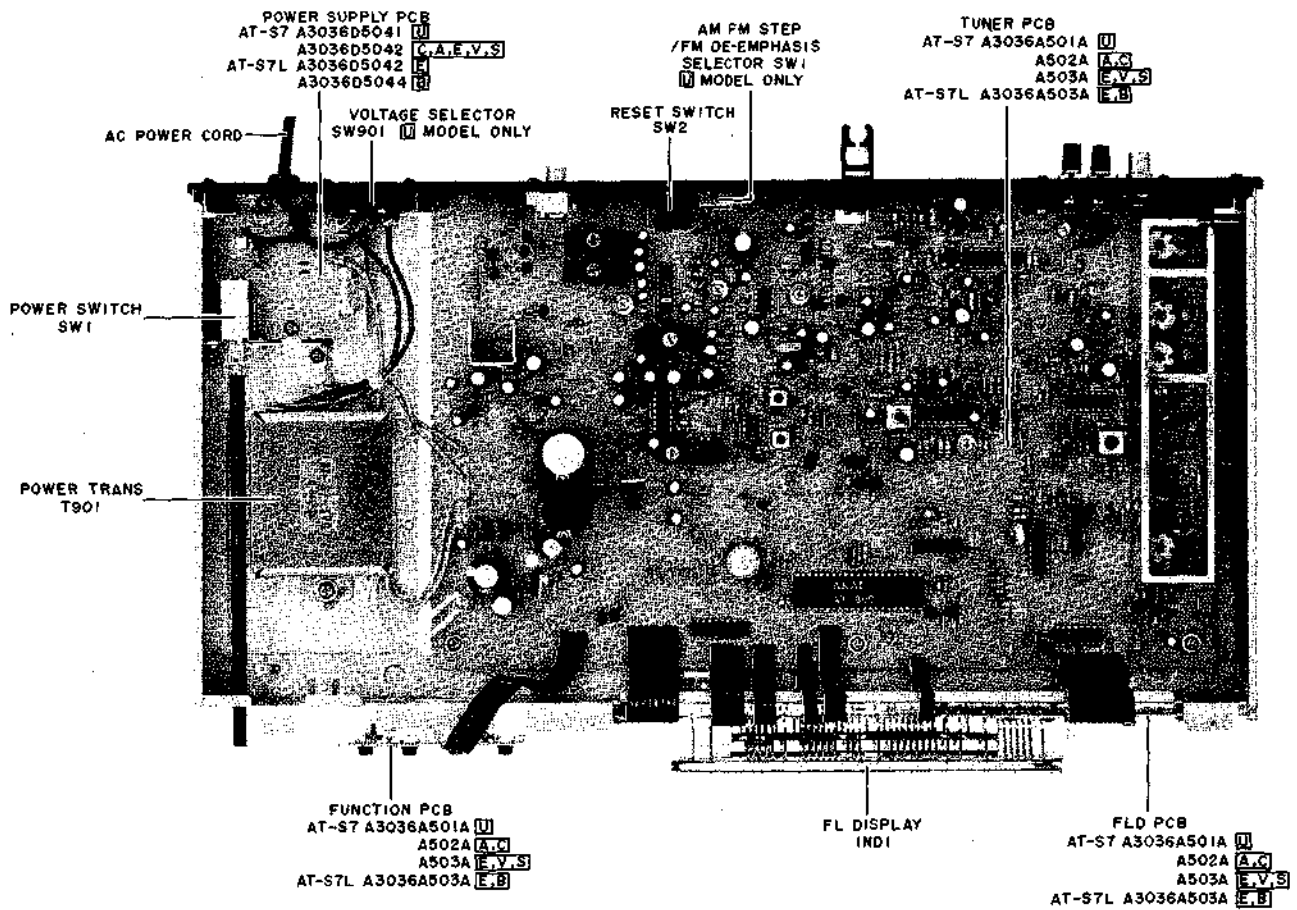 POWER SUPPLY PCB
AT-S7 A3036D5041 U
A3036D5042 C,A,E,V,S
AT-S7L A3036D5042 E
A3036D5044 B
AC POWER CORD
VOLTAGE SELECTOR
SW901 U MODEL ONLY
AM FM STEP
/FM DE-EMPHASIS
SELECTOR SW1
U MODEL ONLY
RESET SWITCH
SW2
TUNER PCB
AT-S7 A3036A501A U
A502A A,C
A503A E,V,S
AT-S7L A3036A503A E,B
POWER SWITCH
SW1
POWER TRANS
T901
FUNCTION PCB
AT-S7 A3036A501A U
A502A A,C
A503A E,V,S
AT-S7L A3036A503A E,B
FL DISPLAY
IND1
FLD PCB
AT-S7 A3036A501A U
A502A A,C
A503A E,V,S
AT-S7L A3036A503A E,B